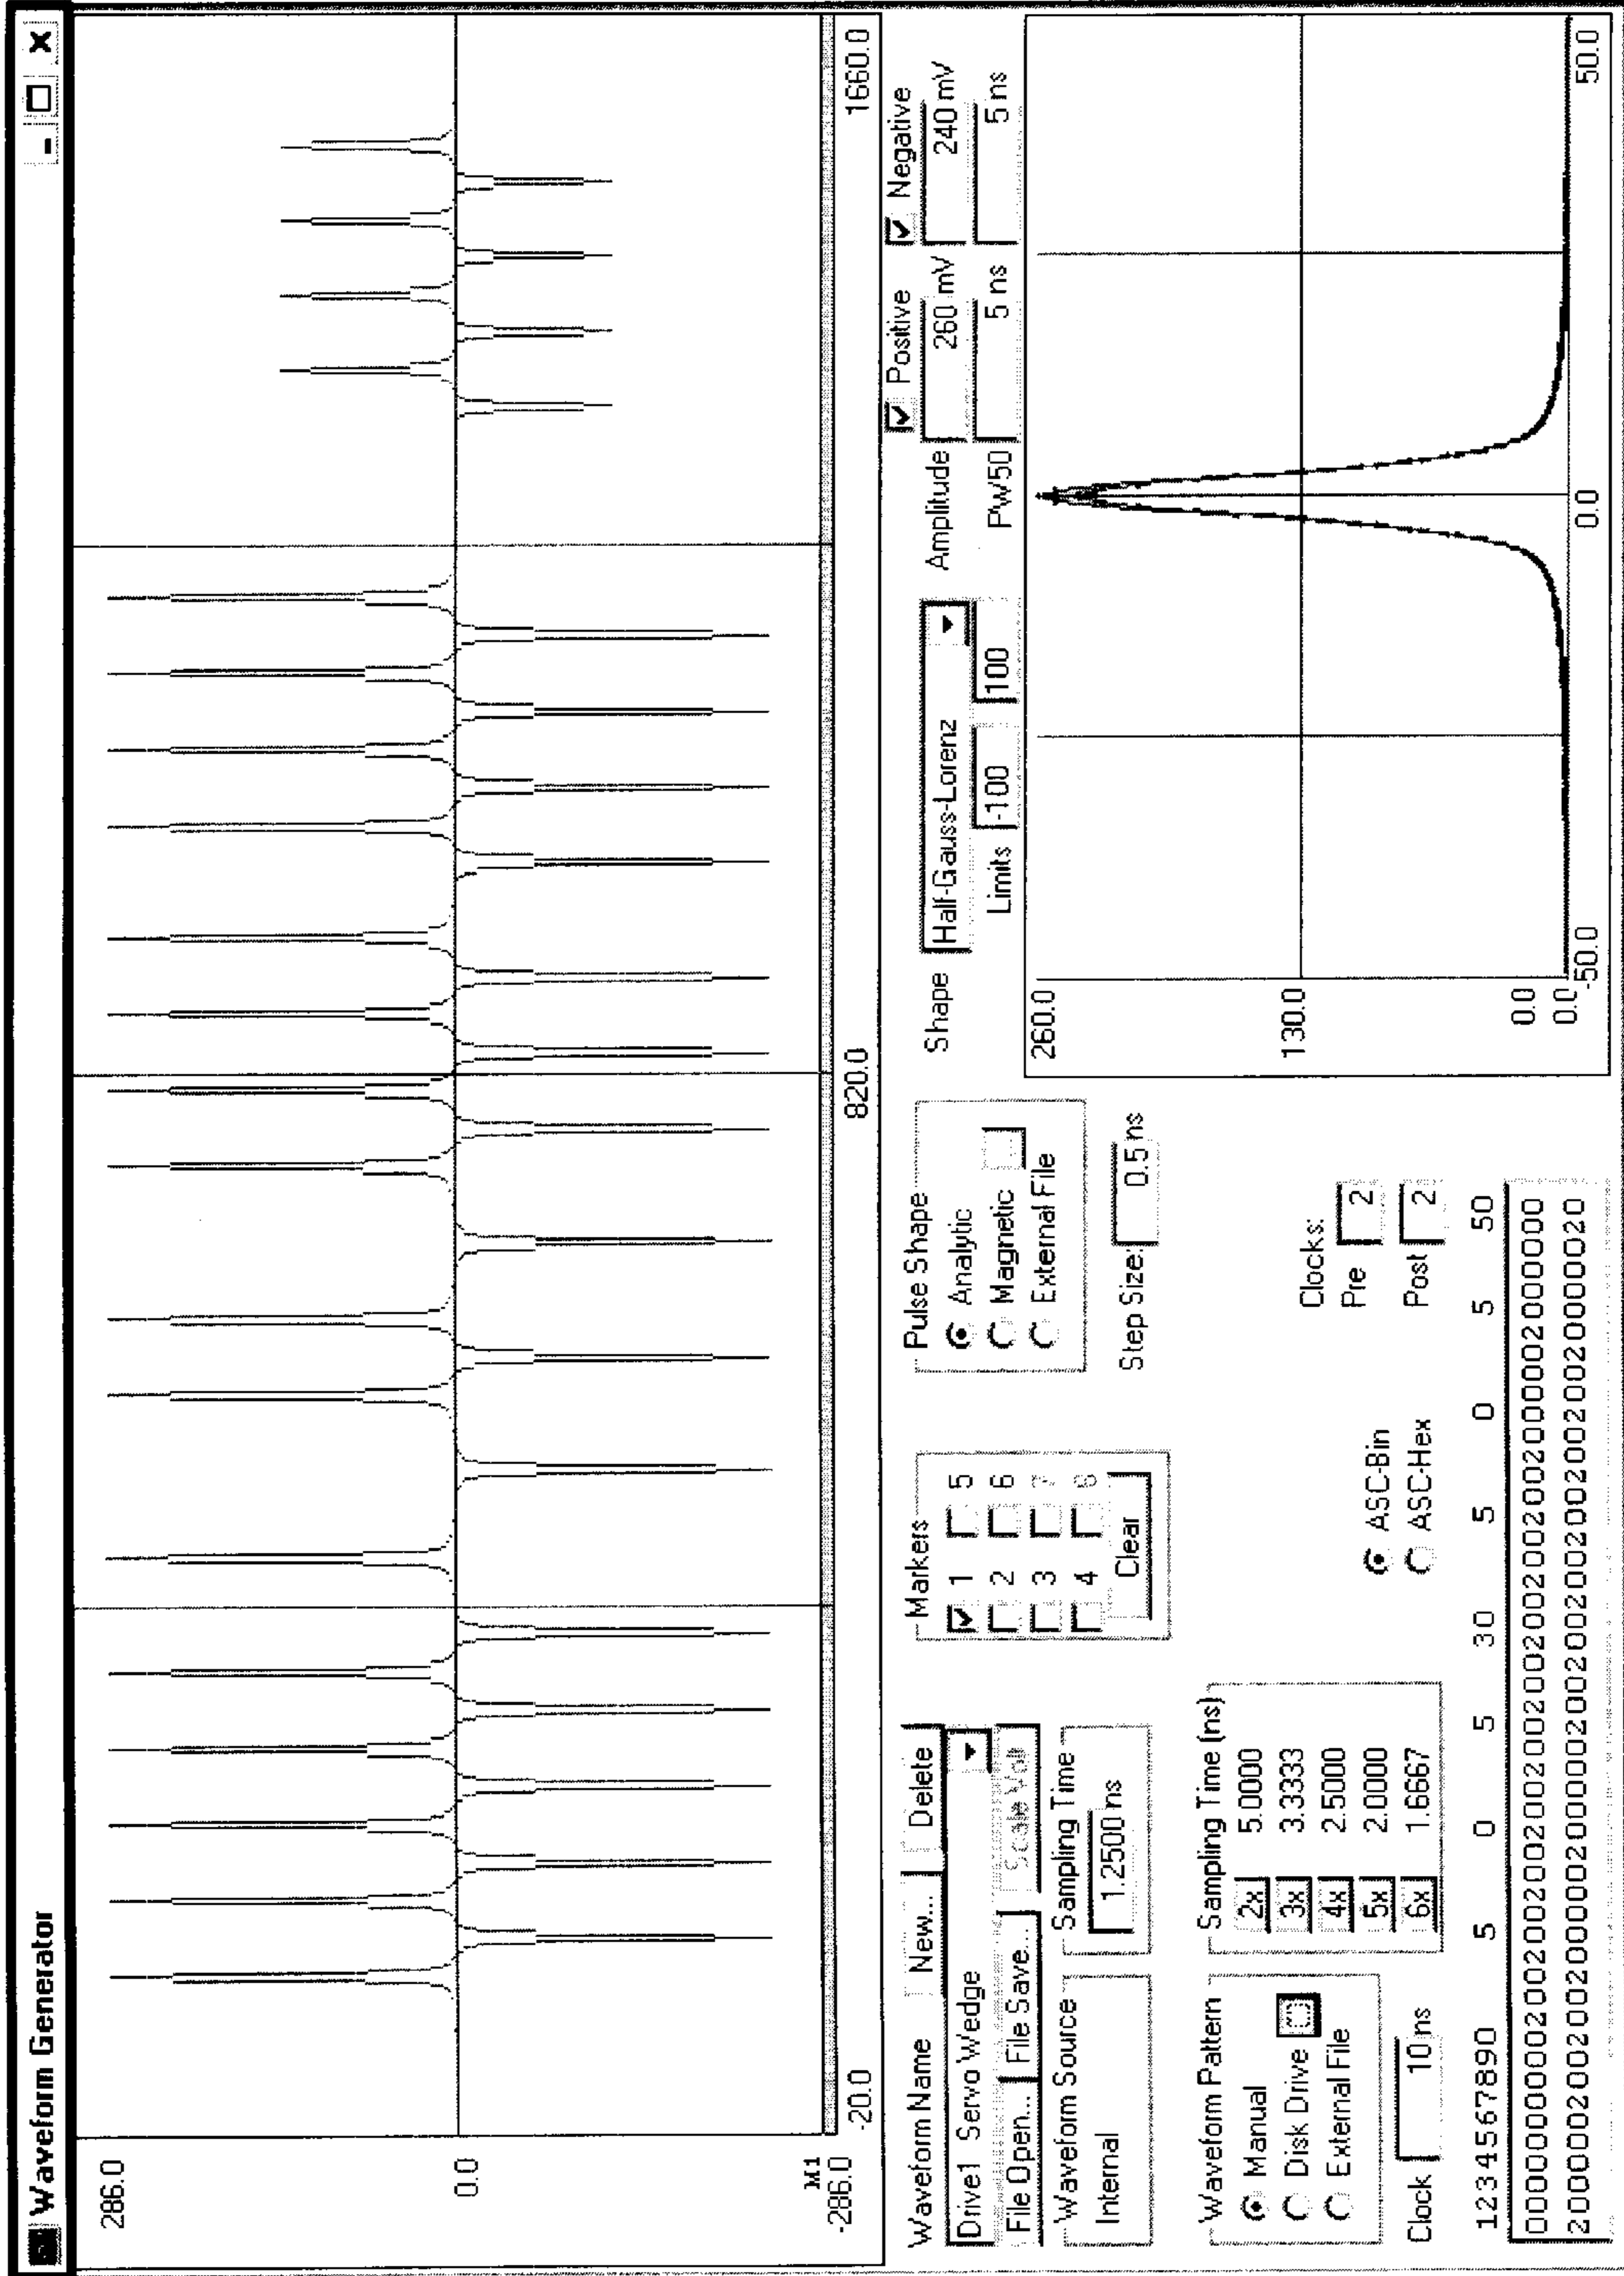 Waveform Generator
286.0
0.0
M1
-286.0
-20.0
820.0
1660.0
Waveform Name
New...
Delete
Drive1 Servo Wedge
File Open...
File Save...
Scale Volt
Waveform Source
Internal
Sampling Time
1.2500 ns
Markers
1
5
2
6
3
7
4
8
Clear
Pulse Shape
Analytic
Magnetic
External File
Step Size:
0.5 ns
Shape
Half-Gauss-Lorenz
Limits
-100
100
Positive
Negative
Amplitude
260 mV
240 mV
PW50
5 ns
5 ns
260.0
130.0
0.0
0.0
-50.0
0.0
50.0
Waveform Pattern
Manual
Disk Drive
External File
Sampling Time (ns)
2x 5.0000
3x 3.3333
4x 2.5000
5x 2.0000
6x 1.6667
Clock
10 ns
ASC-Bin
ASC-Hex
Clocks:
Pre
2
Post
2
1234567890 5 0 5 30 5 0 5 50